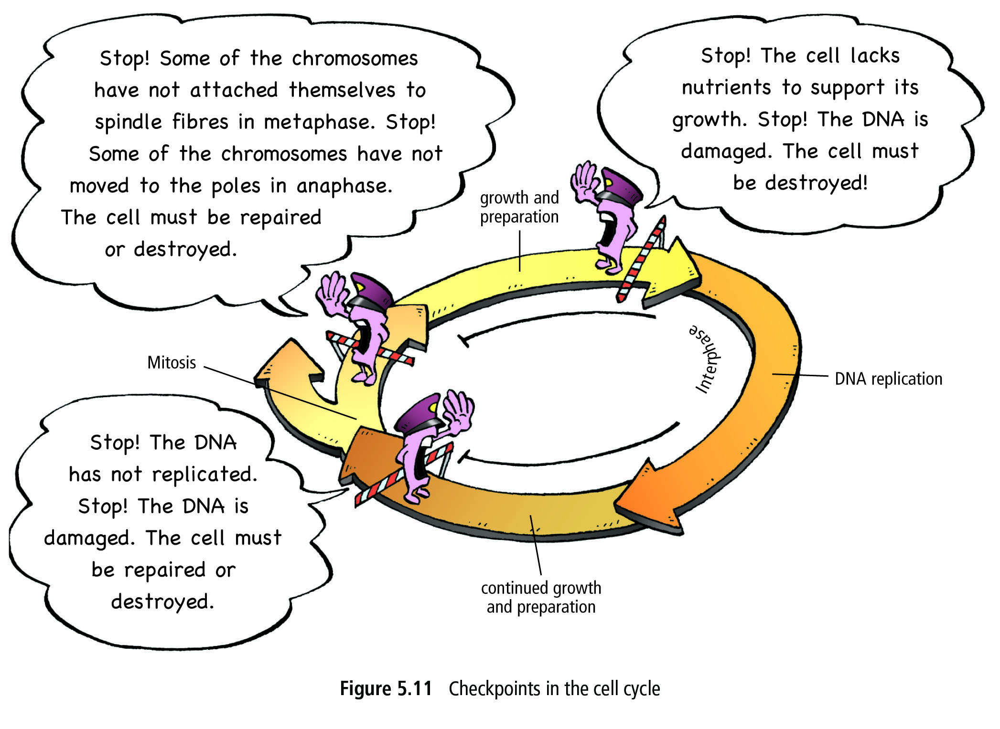 Stop! Some of the chromosomes
have not attached themselves to
spindle fibres in metaphase. Stop!
Some of the chromosomes have not
moved to the poles in anaphase.
The cell must be repaired
or destroyed.
Stop! The cell lacks
nutrients to support its
growth. Stop! The DNA is
damaged. The cell must
be destroyed!
growth and
preparation
Interphase
Mitosis
DNA replication
Stop! The DNA
has not replicated.
Stop! The DNA is
damaged. The cell must
be repaired or
destroyed.
continued growth
and preparation
Figure 5.11 Checkpoints in the cell cycle